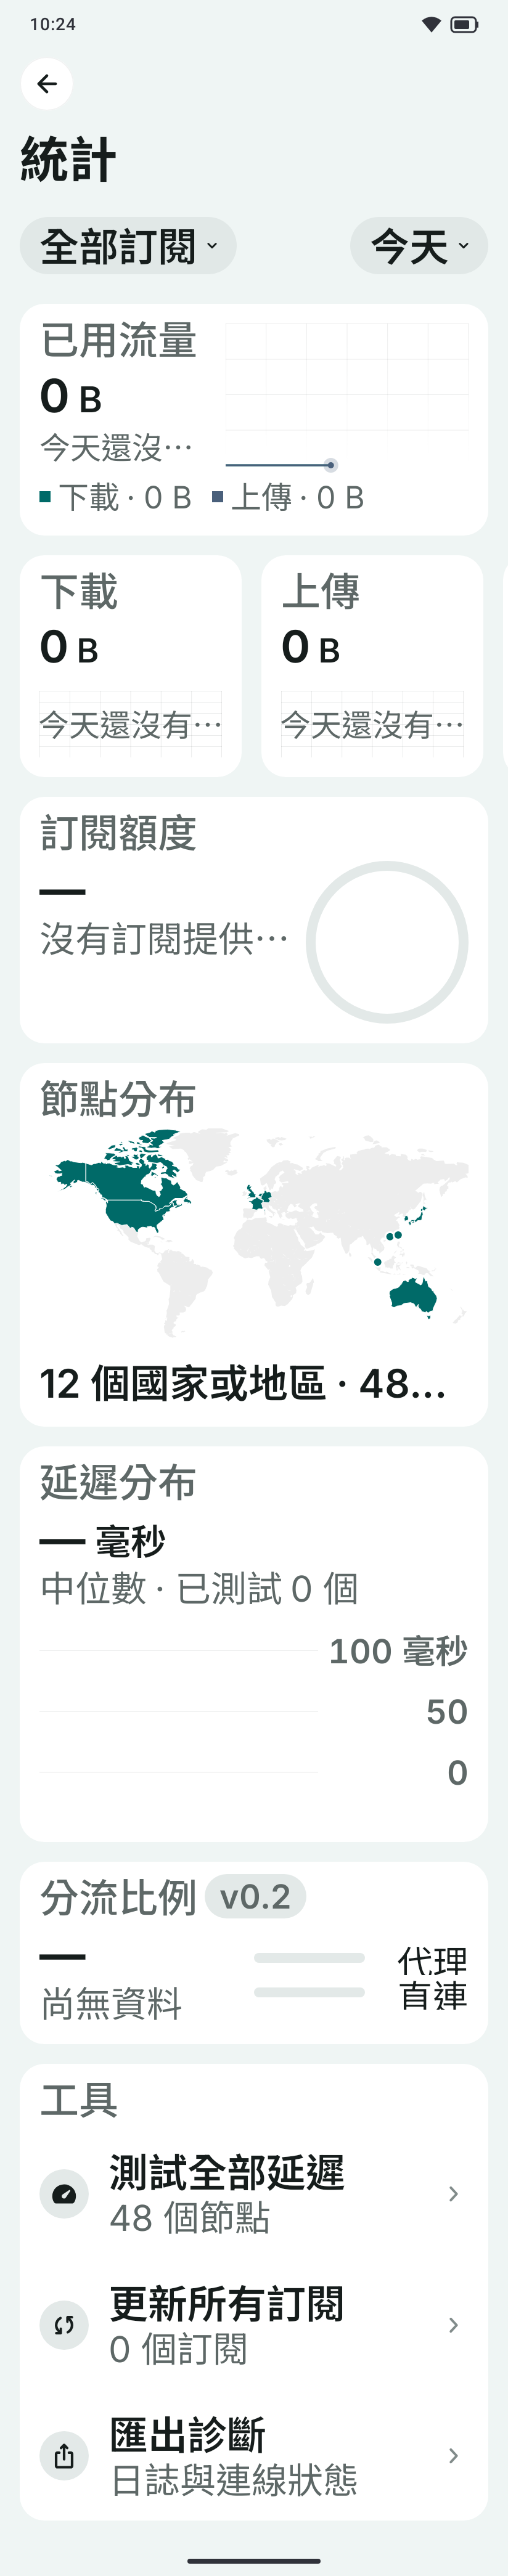 10:24
統計
全部訂閱
今天
已用流量
0 B
今天還沒…
下載 · 0 B
上傳 · 0 B
下載
0 B
今天還沒有…
上傳
0 B
今天還沒有…
訂閱額度
—
沒有訂閱提供…
節點分布
12 個國家或地區 · 48…
延遲分布
— 毫秒
中位數 · 已測試 0 個
100 毫秒
50
0
分流比例 v0.2
—
尚無資料
代理
直連
工具
測試全部延遲
48 個節點
更新所有訂閱
0 個訂閱
匯出診斷
日誌與連線狀態